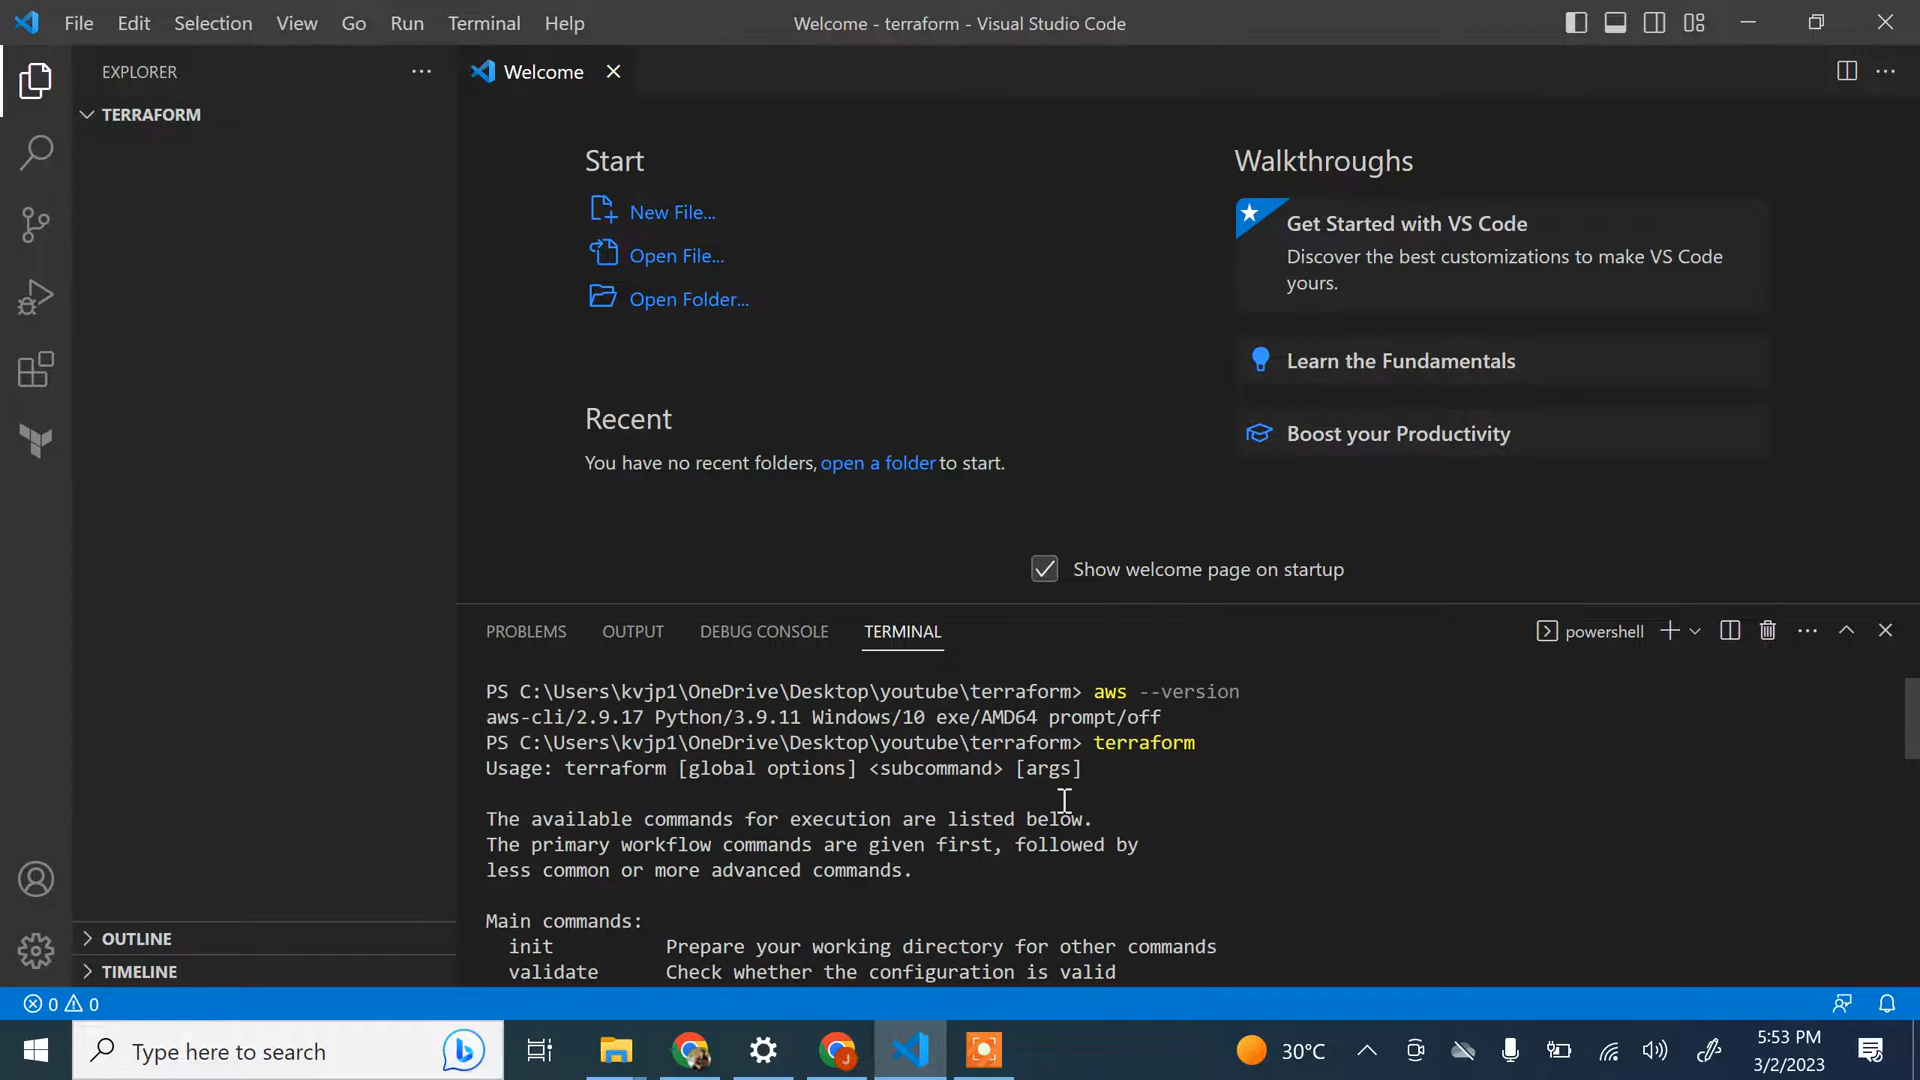 File Edit Selection View Go Run Terminal Help
Welcome - terraform - Visual Studio Code
EXPLORER
TERRAFORM
OUTLINE
TIMELINE
Welcome
Start
New File...
Open File...
Open Folder...
Recent
You have no recent folders, open a folder to start.
Walkthroughs
Get Started with VS Code
Discover the best customizations to make VS Code
yours.
Learn the Fundamentals
Boost your Productivity
Show welcome page on startup
PROBLEMS OUTPUT DEBUG CONSOLE TERMINAL
powershell
PS C:\Users\kvjp1\OneDrive\Desktop\youtube\terraform> aws --version
aws-cli/2.9.17 Python/3.9.11 Windows/10 exe/AMD64 prompt/off
PS C:\Users\kvjp1\OneDrive\Desktop\youtube\terraform> terraform
Usage: terraform [global options] <subcommand> [args]
The available commands for execution are listed below.
The primary workflow commands are given first, followed by
less common or more advanced commands.
Main commands:
init Prepare your working directory for other commands
validate Check whether the configuration is valid
0 0
Type here to search
J
30°C
5:53 PM
3/2/2023